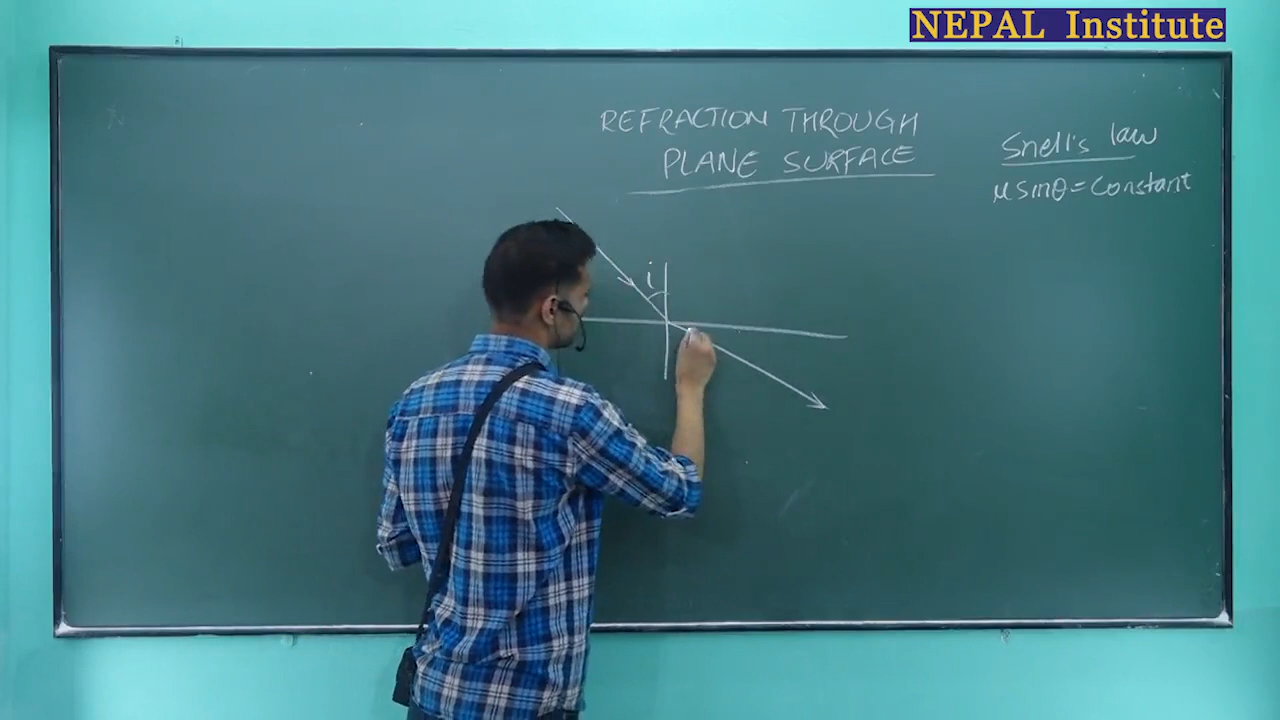 NEPAL Institute
REFRACTION THROUGH
PLANE SURFACE
Snell's law
μsinθ=Constant
i